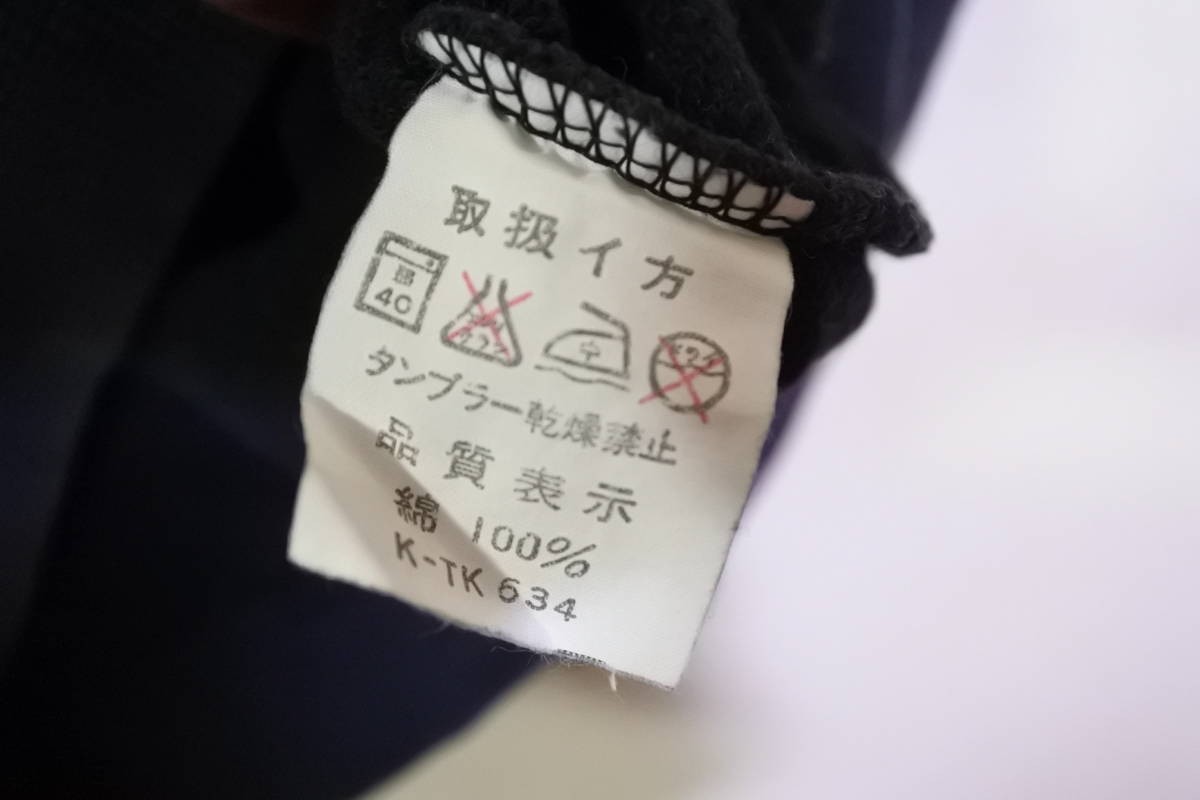 取扱イ方
40 中
タンブラー乾燥禁止
品質表示
綿 100%
K-TK 634